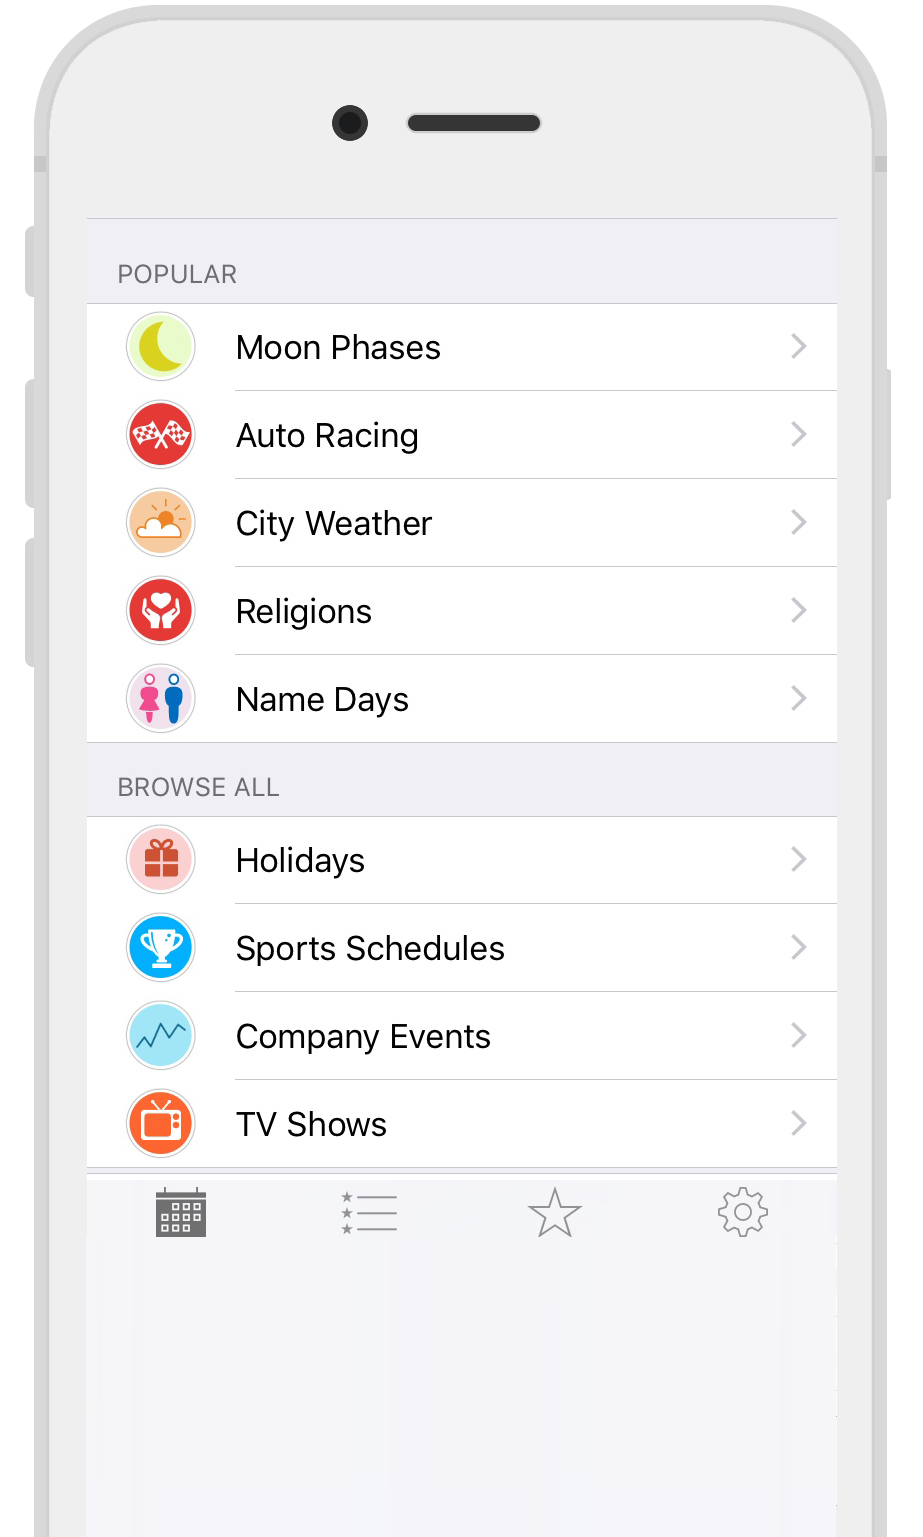 POPULAR
Moon Phases
Auto Racing
City Weather
Religions
Name Days
BROWSE ALL
Holidays
Sports Schedules
Company Events
TV Shows